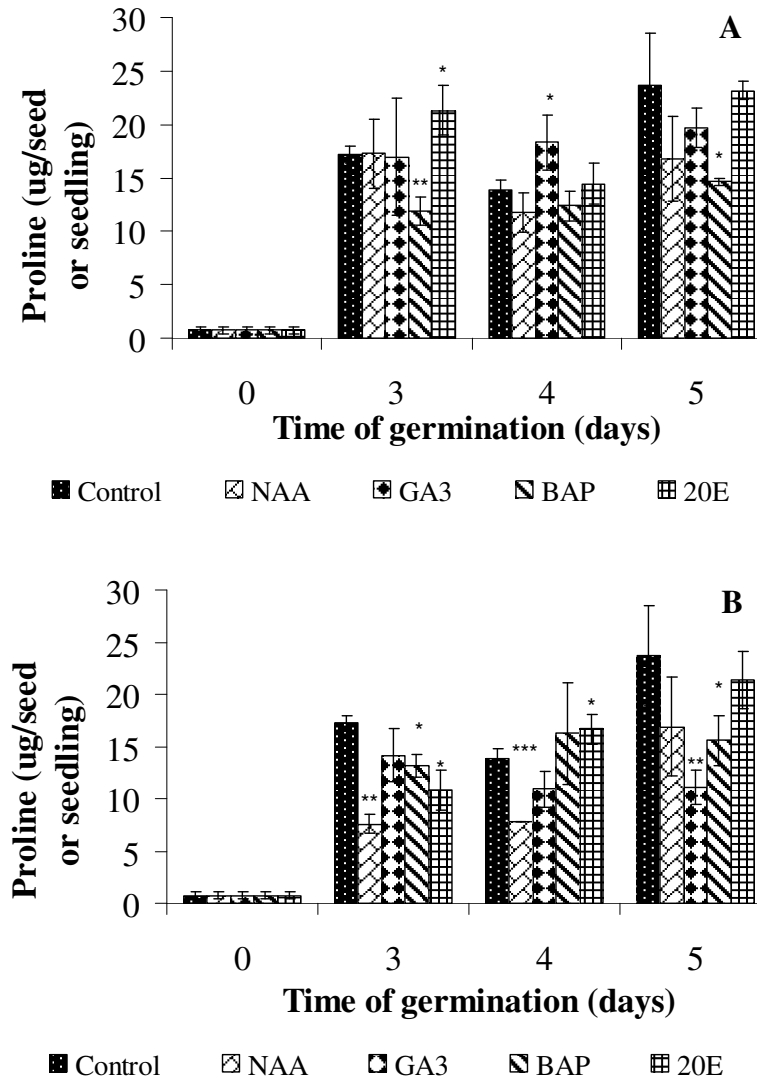 A
Proline (ug/seed
or seedling)
30
25
20
15
10
5
0
*
**
*
*
0 3 4 5
Time of germination (days)
Control NAA GA3 BAP 20E
B
Proline (ug/seed
or seedling)
30
25
20
15
10
5
0
**
*
*
***
*
**
*
0 3 4 5
Time of germination (days)
Control NAA GA3 BAP 20E